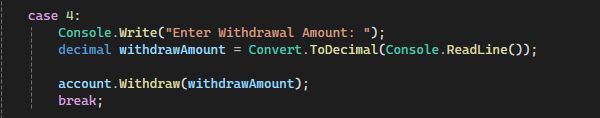 case 4:
Console.Write("Enter Withdrawal Amount: ");
decimal withdrawAmount = Convert.ToDecimal(Console.ReadLine());
account.Withdraw(withdrawAmount);
break;